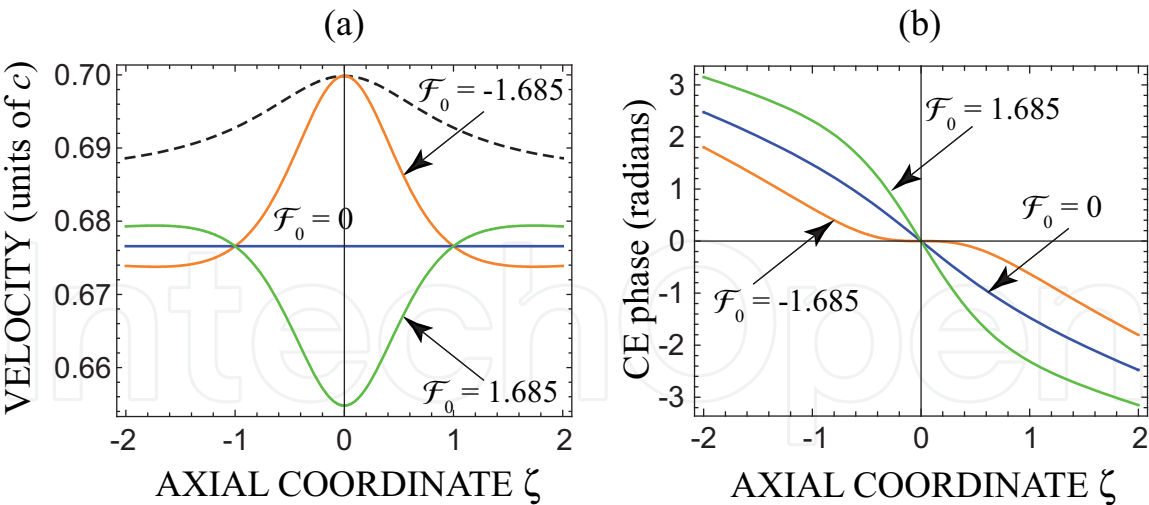 (a)
(b)
VELOCITY (units of c)
0.70
0.69
0.68
0.67
0.66
ℱ₀ = -1.685
ℱ₀ = 0
ℱ₀ = 1.685
-2
-1
0
1
2
AXIAL COORDINATE ζ
CE phase (radians)
3
2
1
0
-1
-2
-3
ℱ₀ = 1.685
ℱ₀ = 0
ℱ₀ = -1.685
-2
-1
0
1
2
AXIAL COORDINATE ζ
IntechOpen